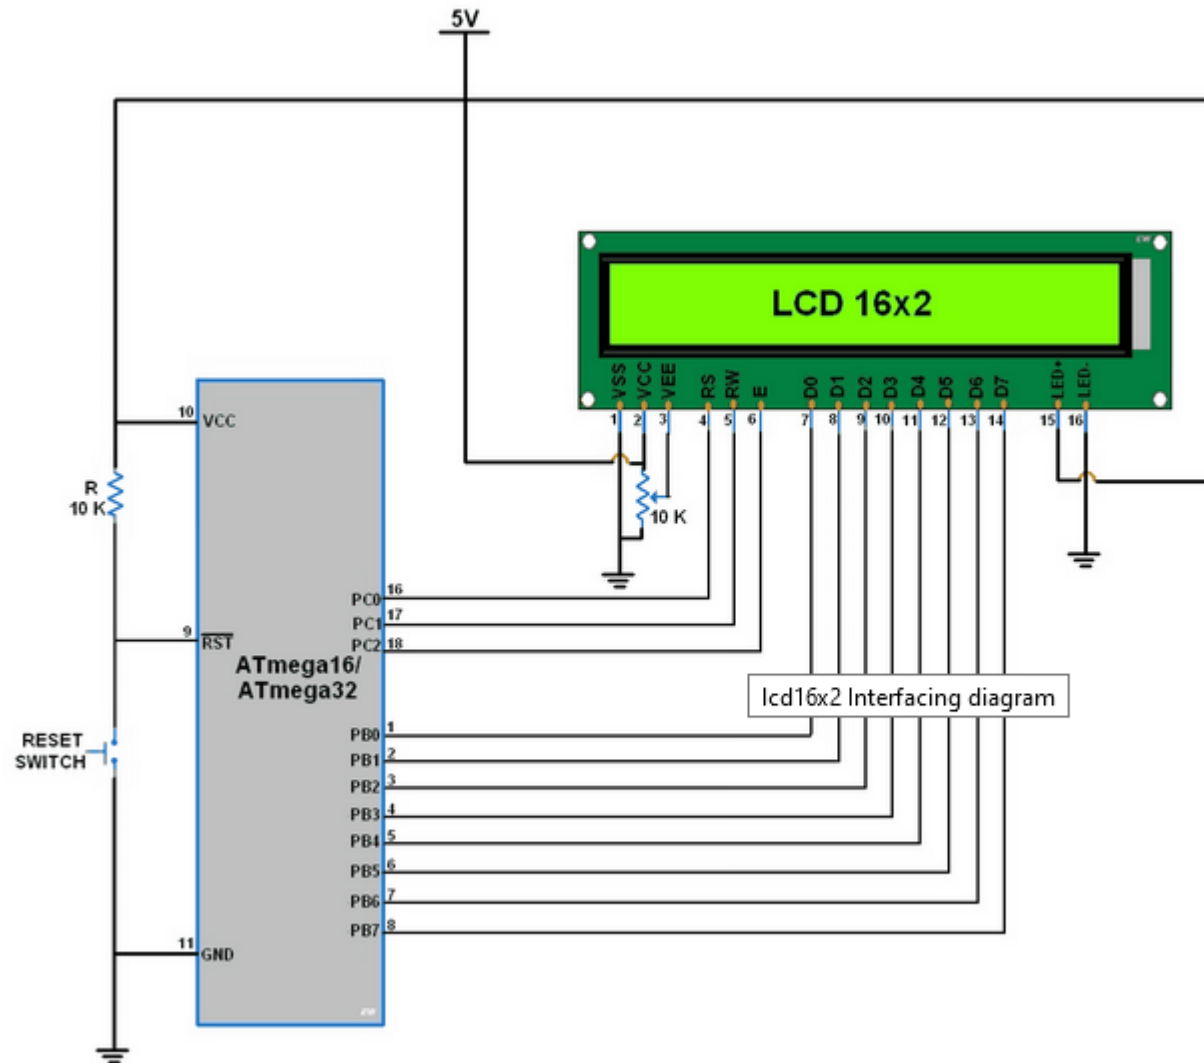 5V
LCD 16x2
VSS
VCC
VEE
RS
RW
E
D0
D1
D2
D3
D4
D5
D6
D7
LED+
LED-
1
2
3
4
5
6
7
8
9
10
11
12
13
14
15
16
10 K
10
VCC
R
10 K
9
RST
RESET
SWITCH
11
GND
ATmega16/
ATmega32
PC0 16
PC1 17
PC2 18
lcd16x2 Interfacing diagram
PB0 1
PB1 2
PB2 3
PB3 4
PB4 5
PB5 6
PB6 7
PB7 8